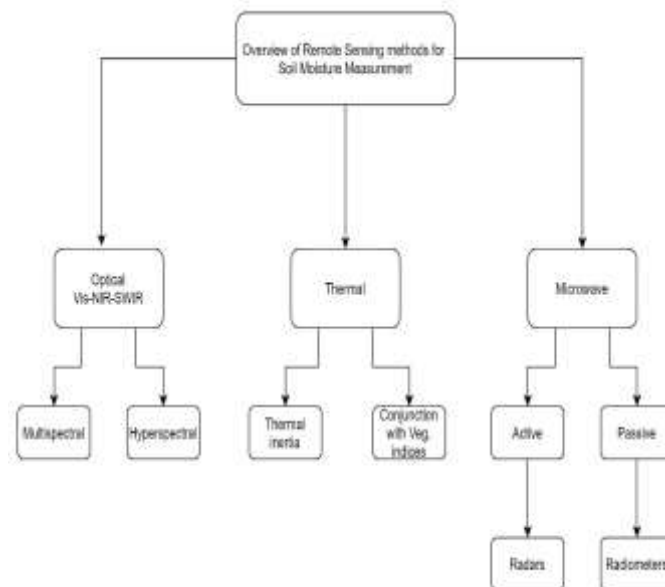 Overview of Remote Sensing methods for
Soil Moisture Measurement
Optical
Vis-NIR-SWIR
Thermal
Microwave
Multispectral
Hyperspectral
Thermal
inertia
Conjunction
with Veg.
indices
Active
Passive
Radars
Radiometers